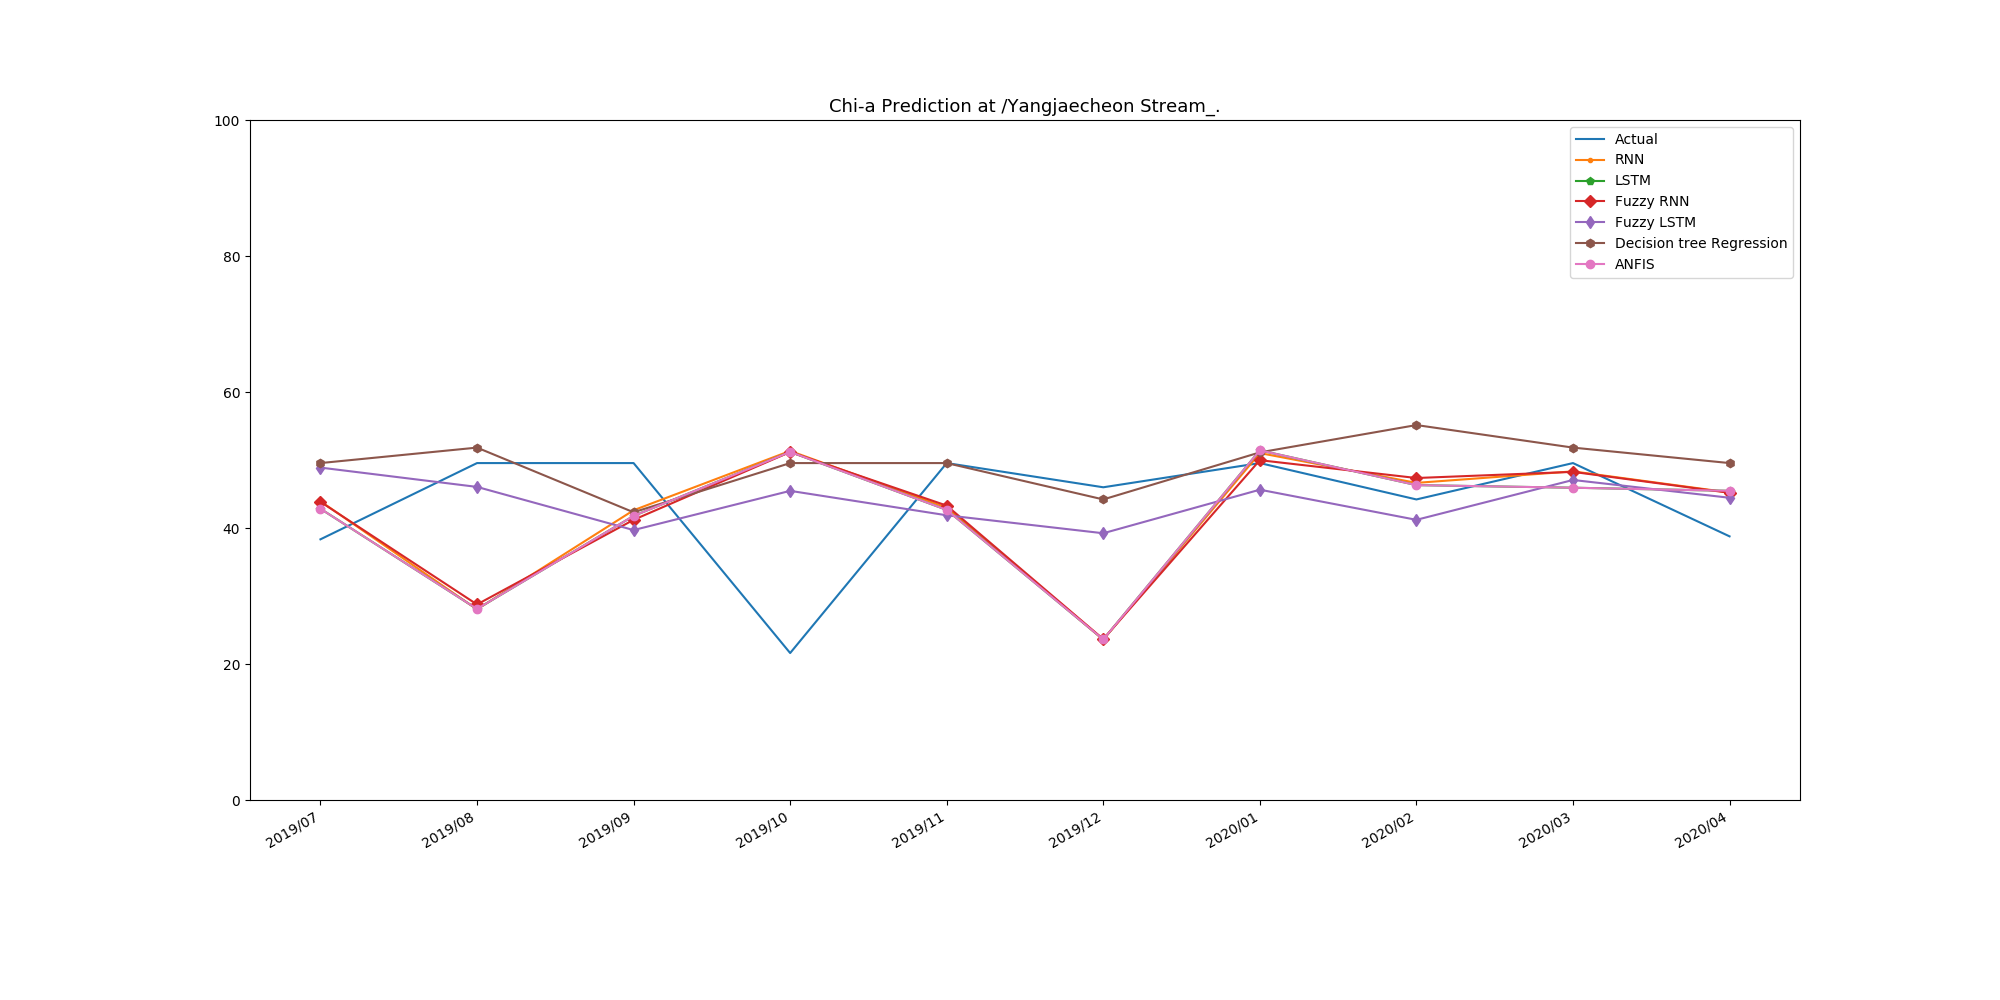 Chi-a Prediction at /Yangjaecheon Stream_.
100
80
60
40
20
0
Actual
RNN
LSTM
Fuzzy RNN
Fuzzy LSTM
Decision tree Regression
ANFIS
2019/07 2019/08 2019/09 2019/10 2019/11 2019/12 2020/01 2020/02 2020/03 2020/04